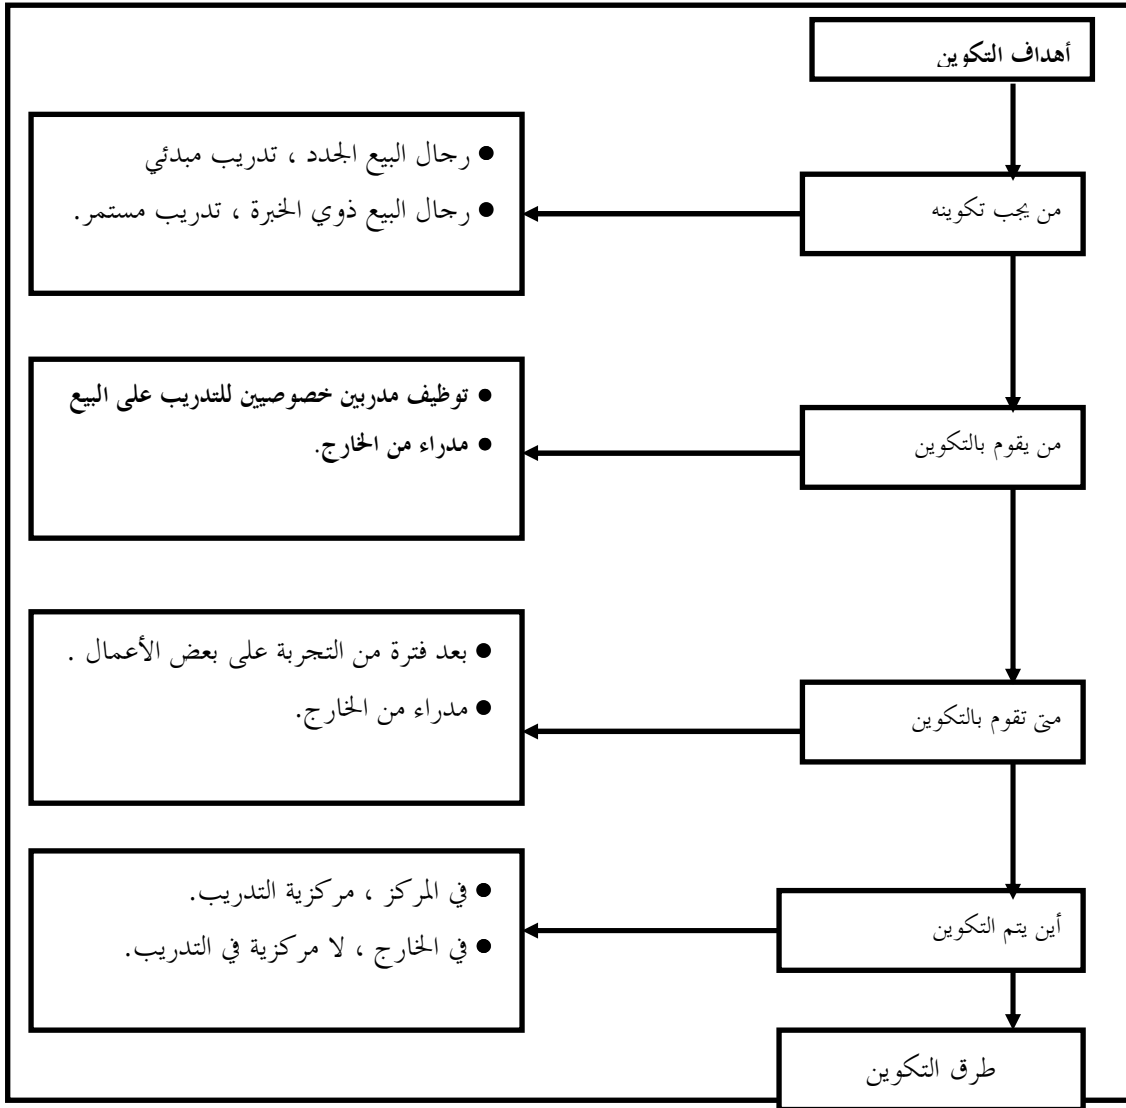 أهداف التكوين
● رجال البيع الجدد ، تدريب مبدئي
● رجال البيع ذوي الخبرة ، تدريب مستمر.
من يجب تكوينه
● توظيف مدربين خصوصيين للتدريب على البيع
● مدراء من الخارج.
من يقوم بالتكوين
● بعد فترة من التجربة على بعض الأعمال .
● مدراء من الخارج.
متى تقوم بالتكوين
● في المركز ، مركزية التدريب.
● في الخارج ، لا مركزية في التدريب.
أين يتم التكوين
طرق التكوين